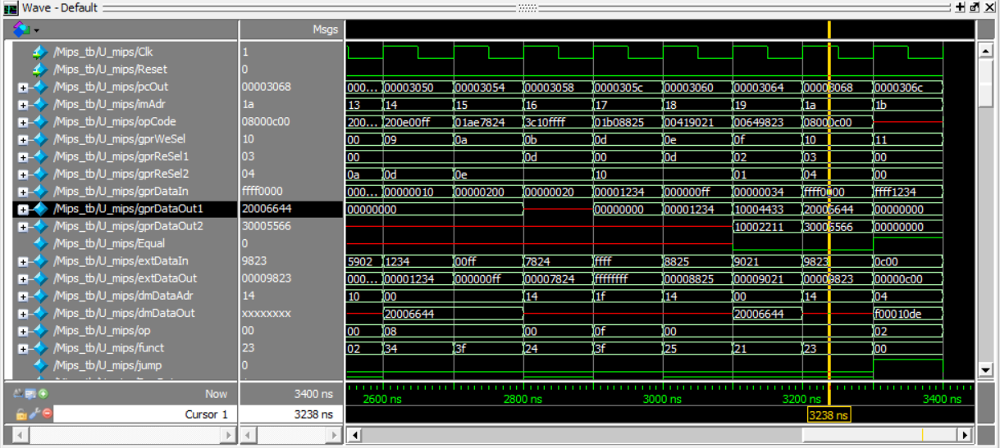 Wave - Default
Msgs
/Mips_tb/U_mips/Clk 1
/Mips_tb/U_mips/Reset 0
/Mips_tb/U_mips/pcOut 00003068 000... 00003050 00003054 00003058 0000305c 00003060 00003064 00003068 0000306c
/Mips_tb/U_mips/imAdr 1a 13 14 15 16 17 18 19 1a 1b
/Mips_tb/U_mips/opCode 08000c00 200... 200e00ff 01ae7824 3c10ffff 01b08825 00419021 00649823 08000c00
/Mips_tb/U_mips/gprWeSel 10 00 09 0a 0b 0d 0e 0f 10 11
/Mips_tb/U_mips/gprReSel1 03 00 0d 00 0d 02 03 00
/Mips_tb/U_mips/gprReSel2 04 0a 0d 0e 10 01 04 00
/Mips_tb/U_mips/gprDataIn ffff0000 000... 00000010 00000200 00000020 00001234 000000ff 00000034 ffff0000 ffff1234
/Mips_tb/U_mips/gprDataOut1 20006644 00000000 00000000 00001234 10004433 20006644 00000000
/Mips_tb/U_mips/gprDataOut2 30005566 10002211 30005566 00000000
/Mips_tb/U_mips/Equal 0
/Mips_tb/U_mips/extDataIn 9823 5902 1234 00ff 7824 ffff 8825 9021 9823 0c00
/Mips_tb/U_mips/extDataOut 00009823 000... 00001234 000000ff 00007824 ffffffff 00008825 00009021 00009823 00000c00
/Mips_tb/U_mips/dmDataAdr 14 10 00 14 1f 14 00 14 04
/Mips_tb/U_mips/dmDataOut xxxxxxxx 20006644 20006644 f00010de
/Mips_tb/U_mips/op 00 00 08 00 0f 00 02
/Mips_tb/U_mips/funct 23 02 34 3f 24 3f 25 21 23 00
/Mips_tb/U_mips/jump 0
Now 3400 ns 2600 ns 2800 ns 3000 ns 3200 ns 3400 ns
Cursor 1 3238 ns 3238 ns